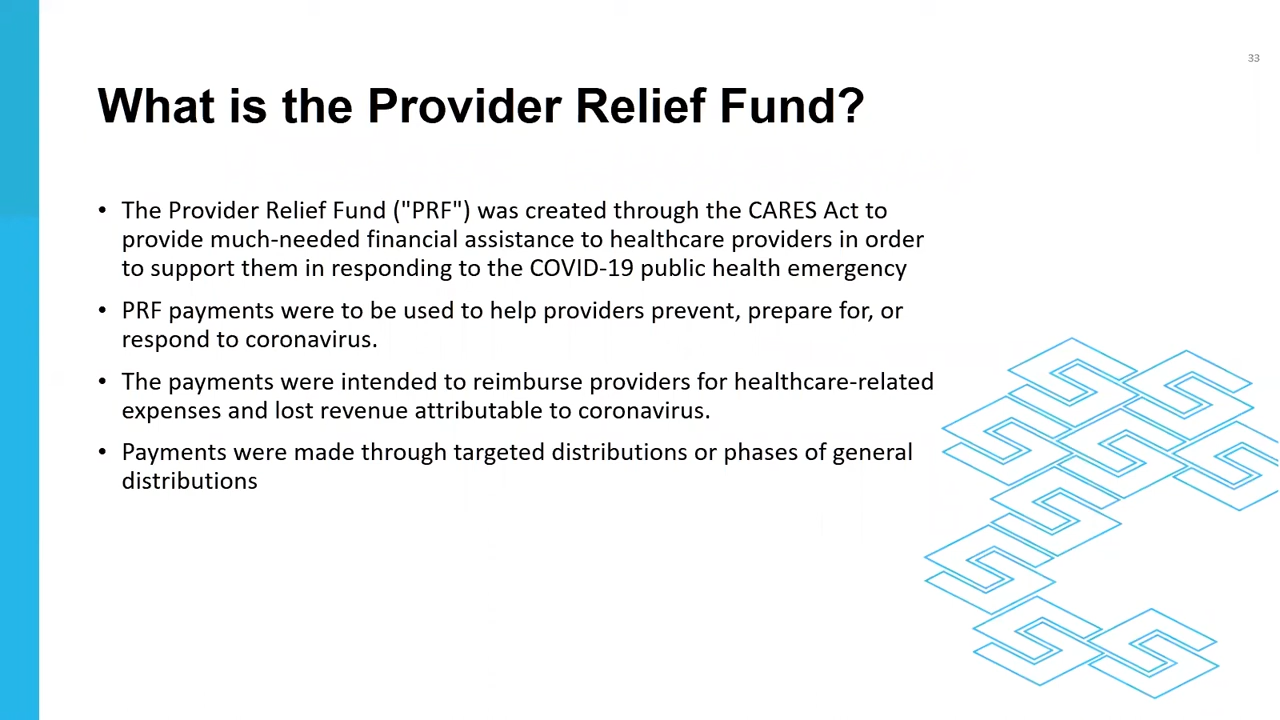 33
What is the Provider Relief Fund?
• The Provider Relief Fund ("PRF") was created through the CARES Act to
provide much-needed financial assistance to healthcare providers in order
to support them in responding to the COVID-19 public health emergency
• PRF payments were to be used to help providers prevent, prepare for, or
respond to coronavirus.
• The payments were intended to reimburse providers for healthcare-related
expenses and lost revenue attributable to coronavirus.
• Payments were made through targeted distributions or phases of general
distributions